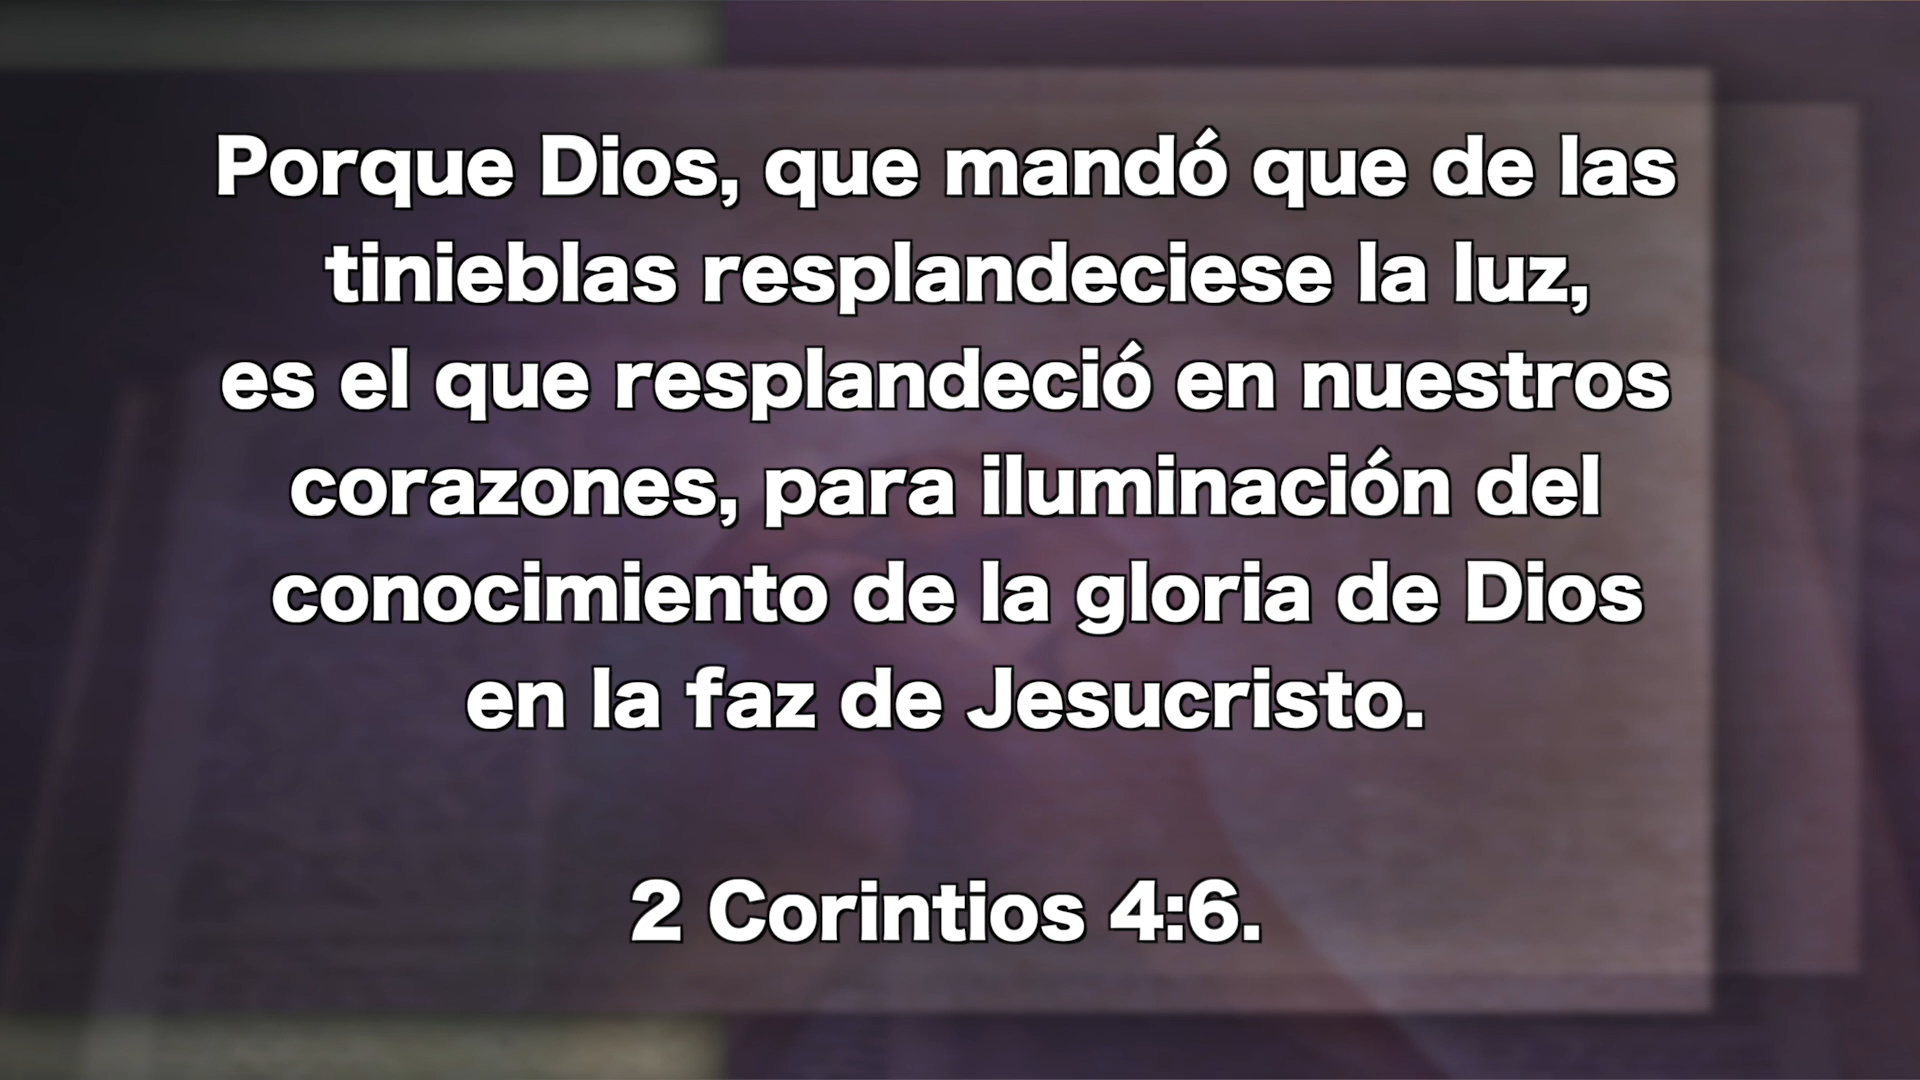 Porque Dios, que mandó que de las
tinieblas resplandeciese la luz,
es el que resplandeció en nuestros
corazones, para iluminación del
conocimiento de la gloria de Dios
en la faz de Jesucristo.
2 Corintios 4:6.